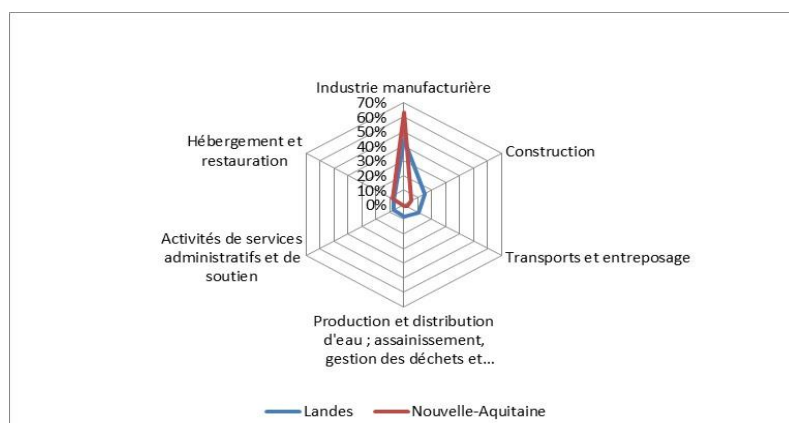 Industrie manufacturière
70%
60%
50%
40%
30%
20%
10%
0%
Construction
Transports et entreposage
Production et distribution
d'eau ; assainissement,
gestion des déchets et...
Activités de services
administratifs et de
soutien
Hébergement et
restauration
Landes
Nouvelle-Aquitaine